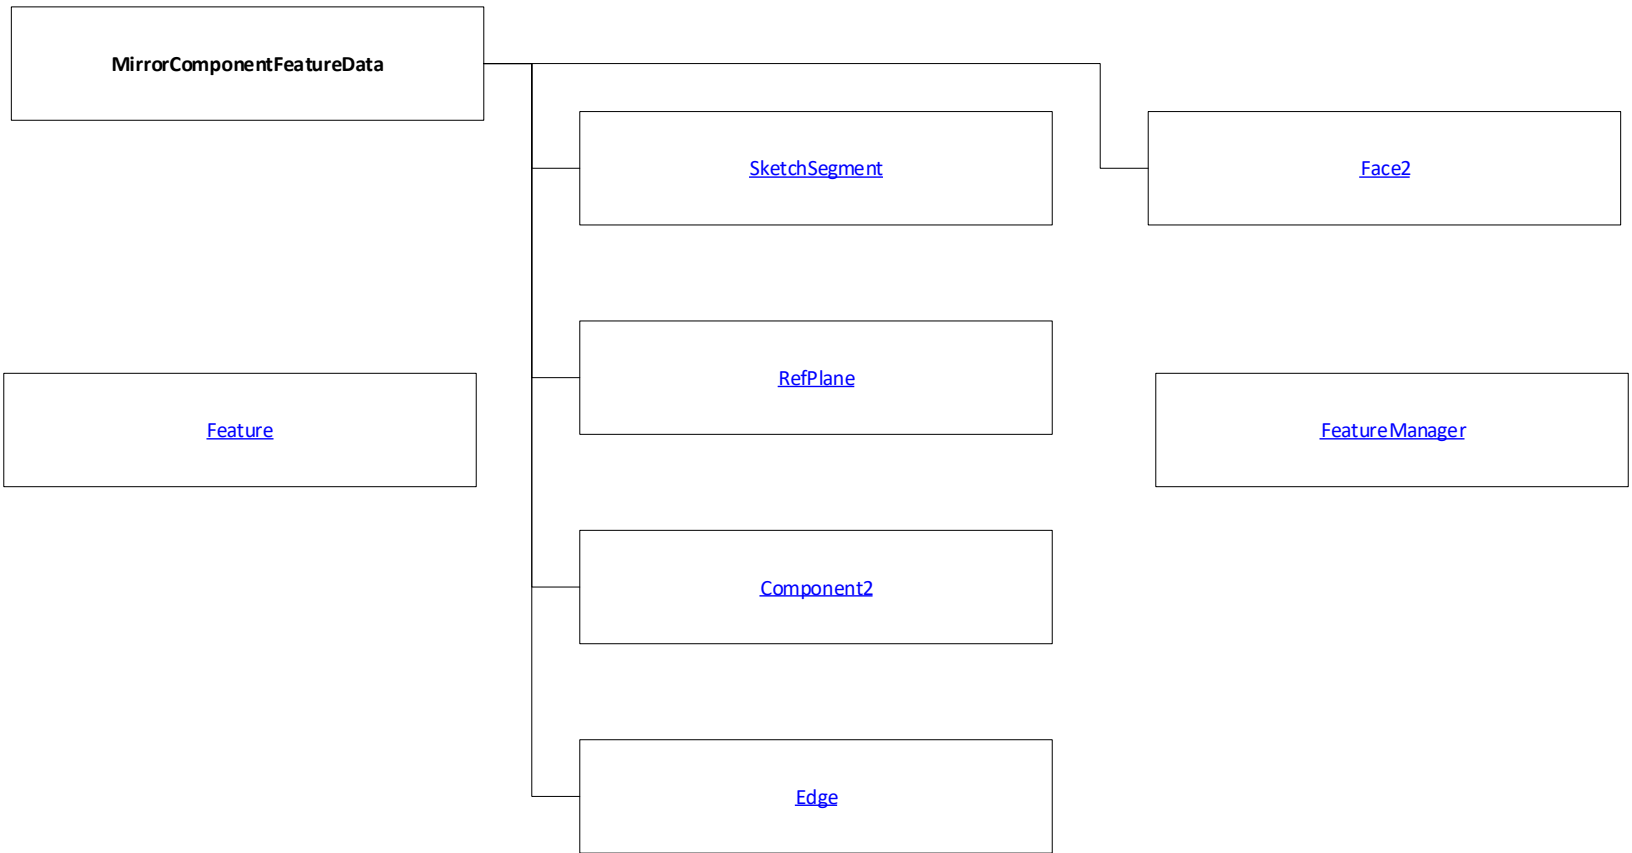 MirrorComponentFeatureData
SketchSegment
Face2
RefPlane
Feature
FeatureManager
Component2
Edge